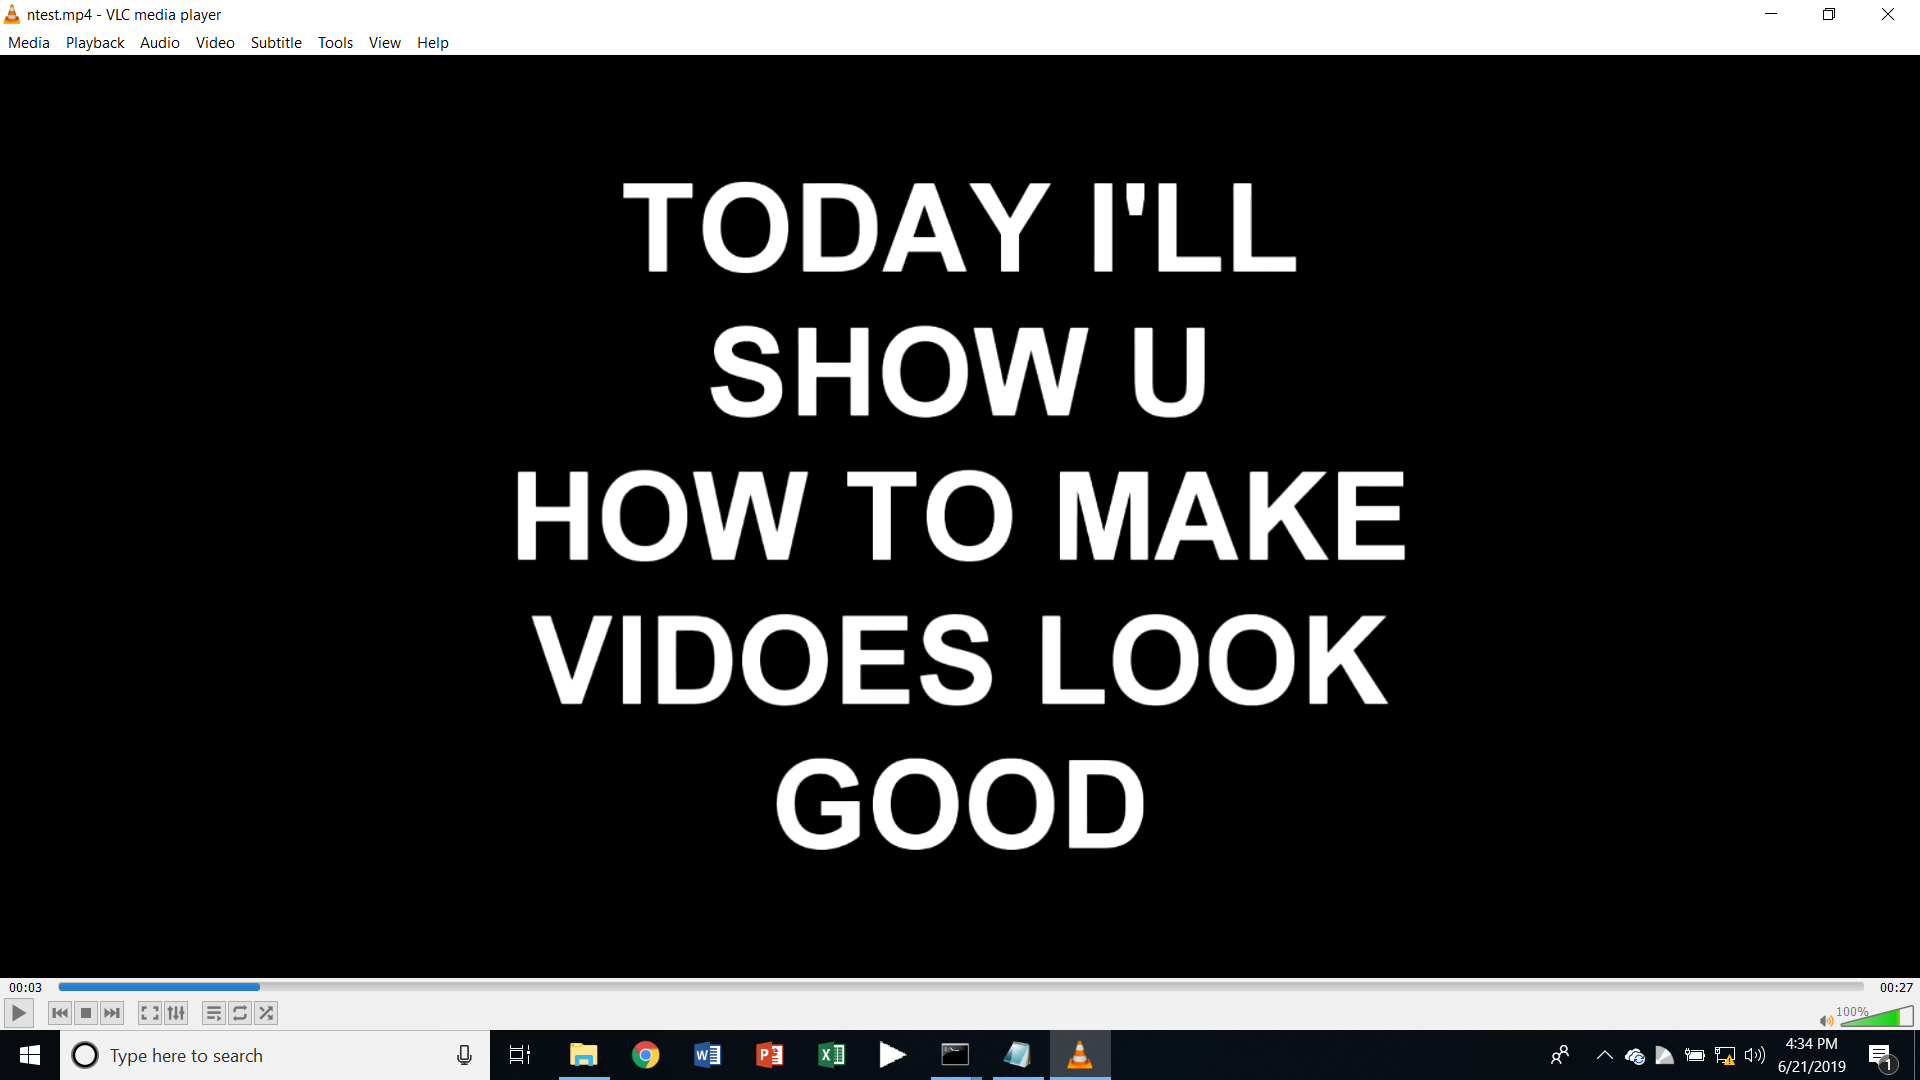 ntest.mp4 - VLC media player
Media Playback Audio Video Subtitle Tools View Help
TODAY I'LL
SHOW U
HOW TO MAKE
VIDOES LOOK
GOOD
00:03 00:27
100%
Type here to search
4:34 PM
6/21/2019
1